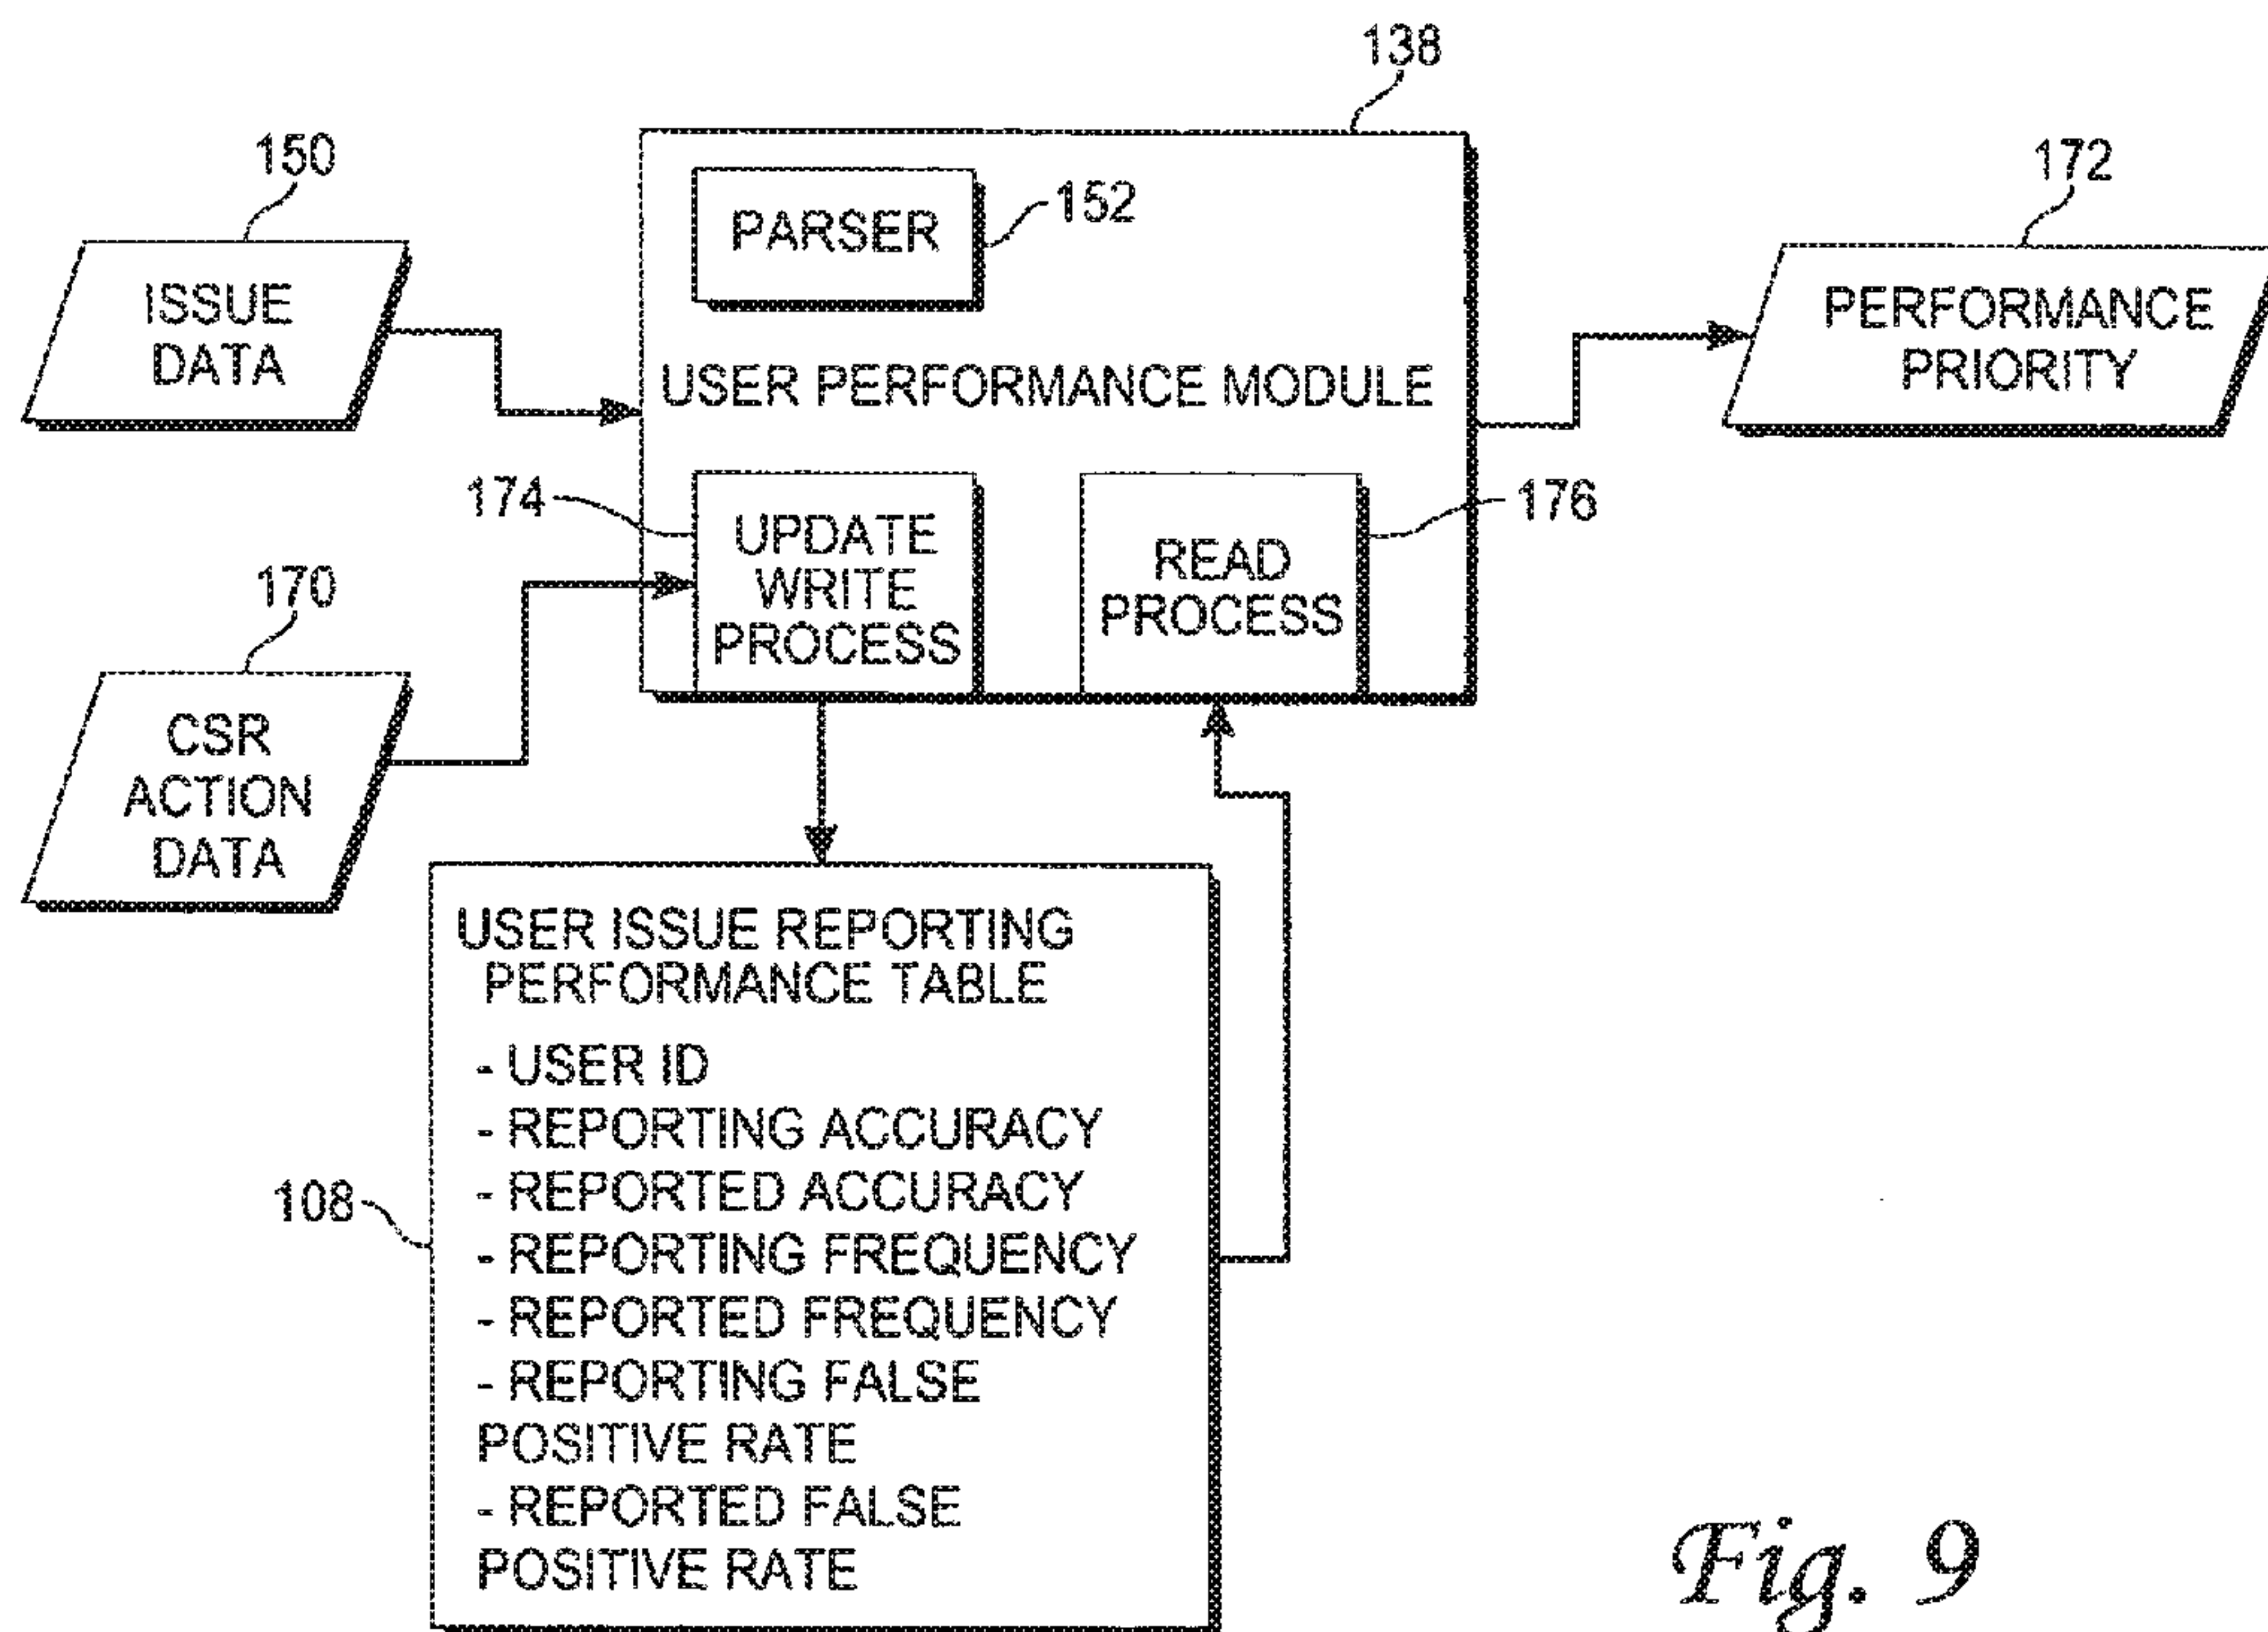 138
150
172
PARSER
152
ISSUE
DATA
PERFORMANCE
PRIORITY
USER PERFORMANCE MODULE
174
176
UPDATE
WRITE
PROCESS
READ
PROCESS
170
CSR
ACTION
DATA
USER ISSUE REPORTING
PERFORMANCE TABLE
- USER ID
- REPORTING ACCURACY
- REPORTED ACCURACY
108
- REPORTING FREQUENCY
- REPORTED FREQUENCY
- REPORTING FALSE
POSITIVE RATE
- REPORTED FALSE
POSITIVE RATE
Fig. 9